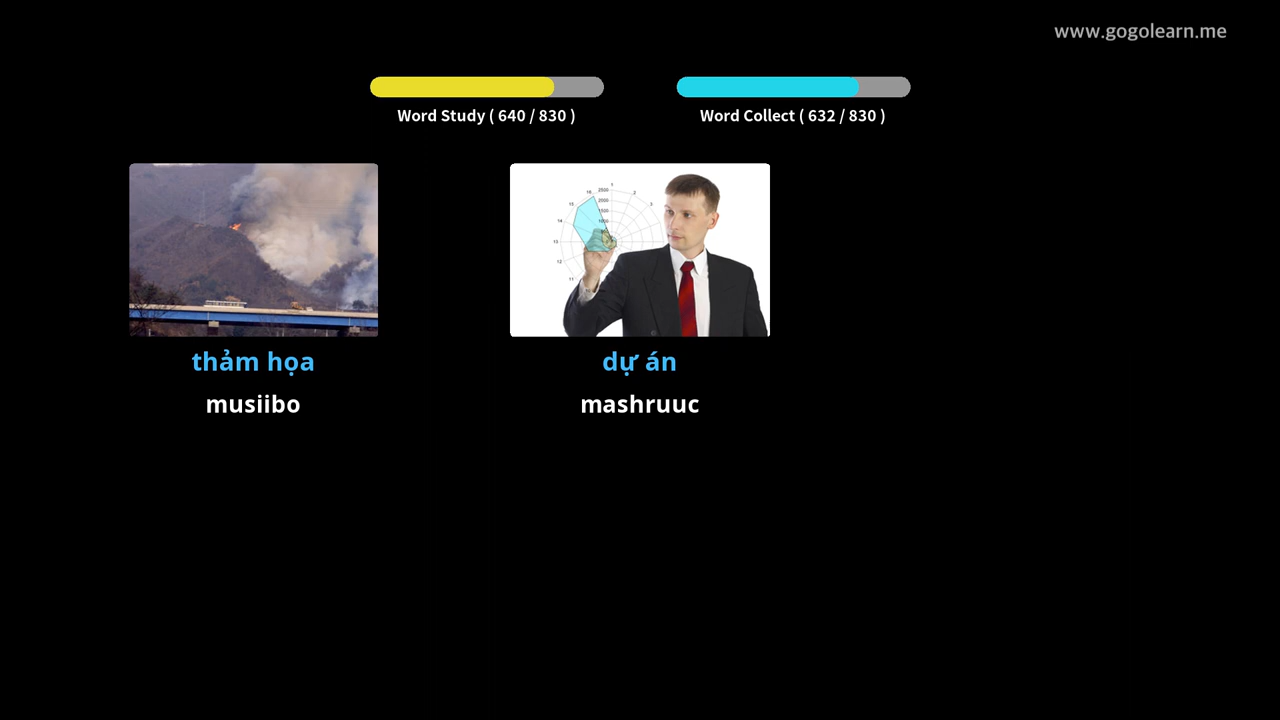 www.gogolearn.me
Word Study ( 640 / 830 )
Word Collect ( 632 / 830 )
thảm họa
musiibo
dự án
mashruuc